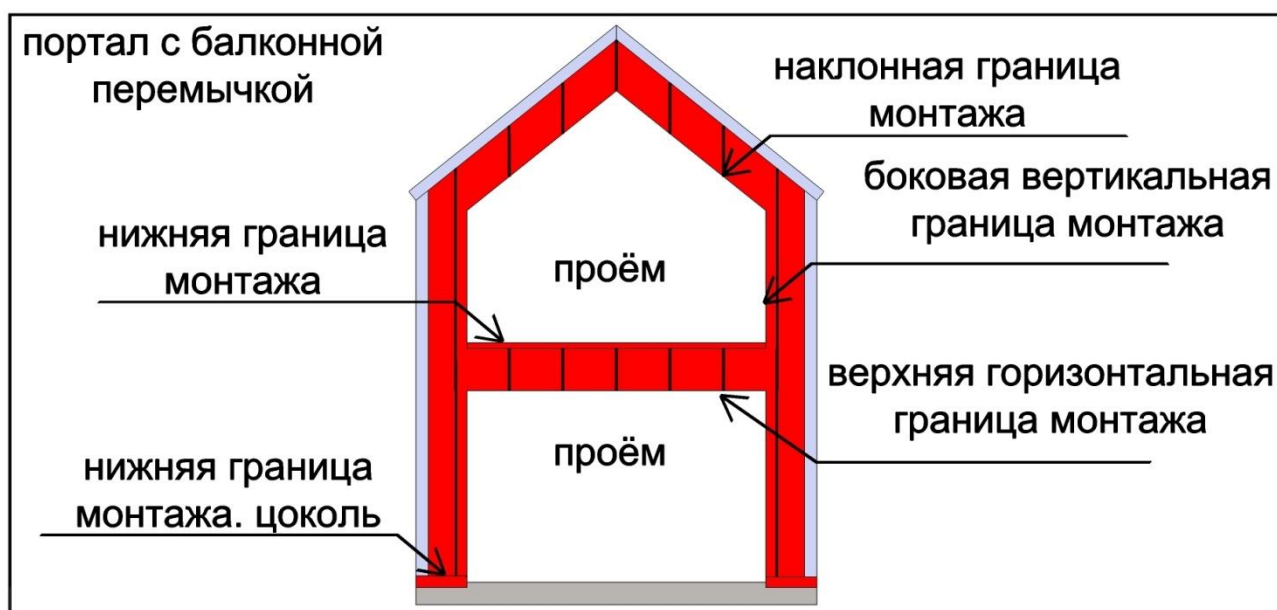 портал с балконной
перемычкой
наклонная граница
монтажа
боковая вертикальная
граница монтажа
нижняя граница
монтажа
проём
верхняя горизонтальная
граница монтажа
проём
нижняя граница
монтажа. цоколь